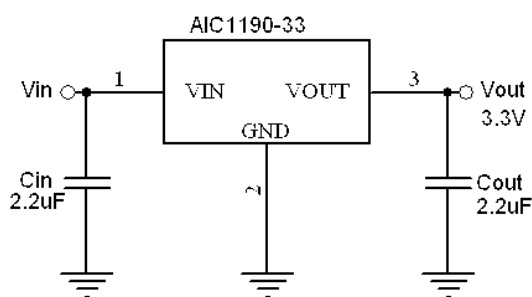 AIC1190-33
Vin 1 VIN VOUT 3 Vout
3.3V
GND
2
Cin
2.2uF
Cout
2.2uF